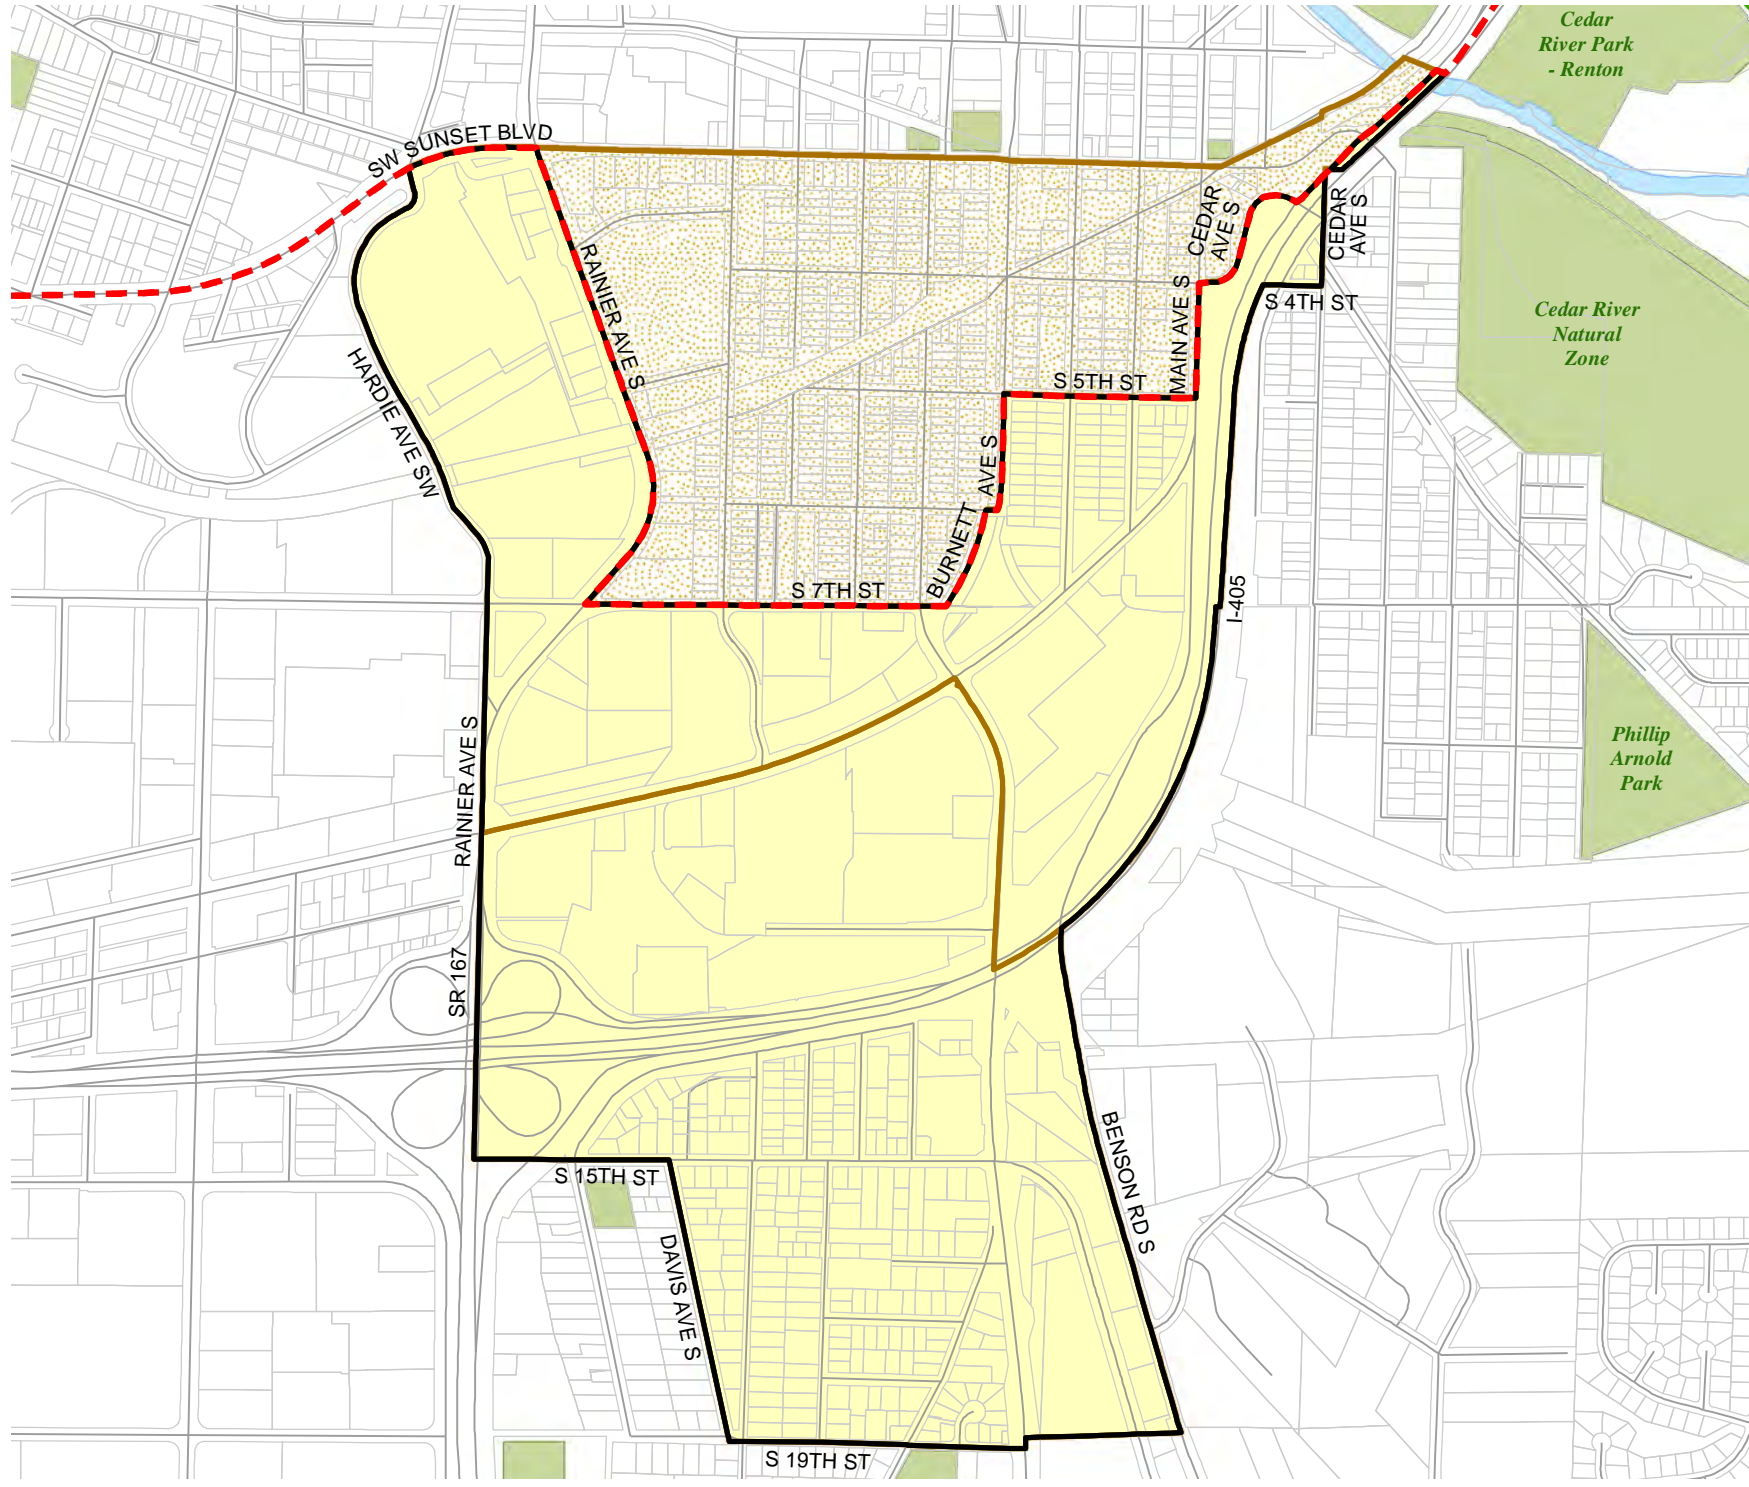 Cedar
River Park
- Renton
SW SUNSET BLVD
CEDAR
AVE S
CEDAR
AVE S
RAINIER AVE S
MAIN AVE S
S 4TH ST
Cedar River
Natural
Zone
HARDIE AVE SW
S 5TH ST
BURNETT AVE S
S 7TH ST
I-405
RAINIER AVE S
Phillip
Arnold
Park
SR 167
BENSON RD S
S 15TH ST
DAVIS AVE S
S 19TH ST